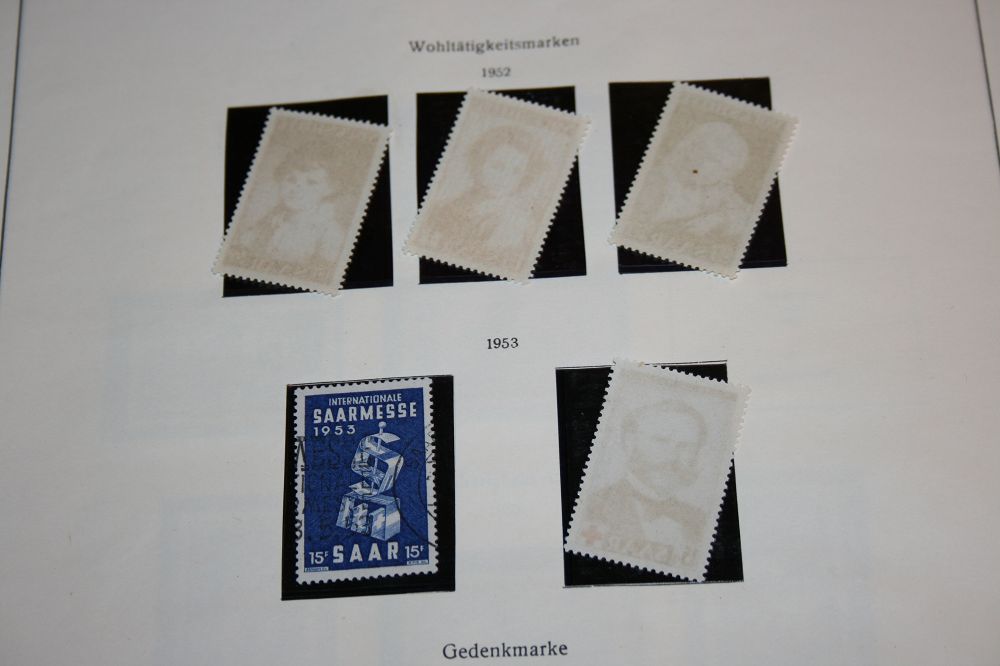 Wohltätigkeitsmarken
1952
1953
INTERNATIONALE
SAARMESSE
1953
15F SAAR 15F
Gedenkmarke